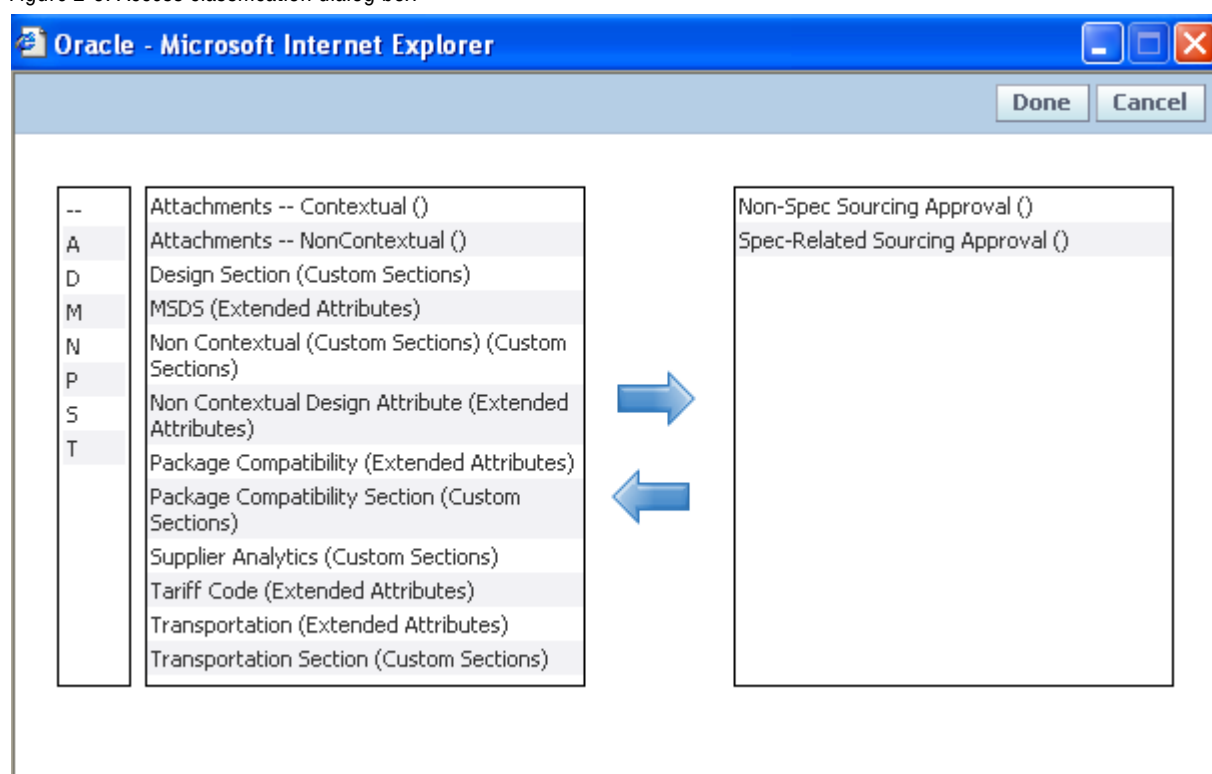 Oracle - Microsoft Internet Explorer
Done Cancel
--
A
D
M
N
P
S
T
Attachments -- Contextual ()
Attachments -- NonContextual ()
Design Section (Custom Sections)
MSDS (Extended Attributes)
Non Contextual (Custom Sections) (Custom
Sections)
Non Contextual Design Attribute (Extended
Attributes)
Package Compatibility (Extended Attributes)
Package Compatibility Section (Custom
Sections)
Supplier Analytics (Custom Sections)
Tariff Code (Extended Attributes)
Transportation (Extended Attributes)
Transportation Section (Custom Sections)
Non-Spec Sourcing Approval ()
Spec-Related Sourcing Approval ()